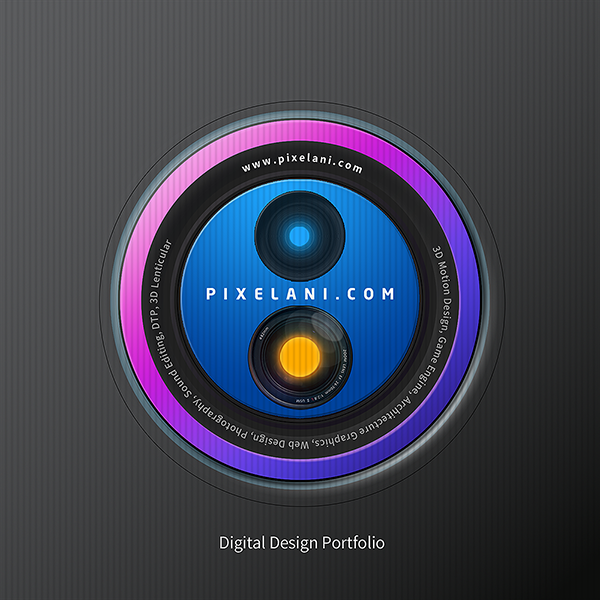 www.pixelani.com
PIXELANI.COM
3D Motion Design, Game Engine, Architecture Graphics, Web Design, Photography, Sound Editing, DTP, 3D Lenticular
Digital Design Portfolio